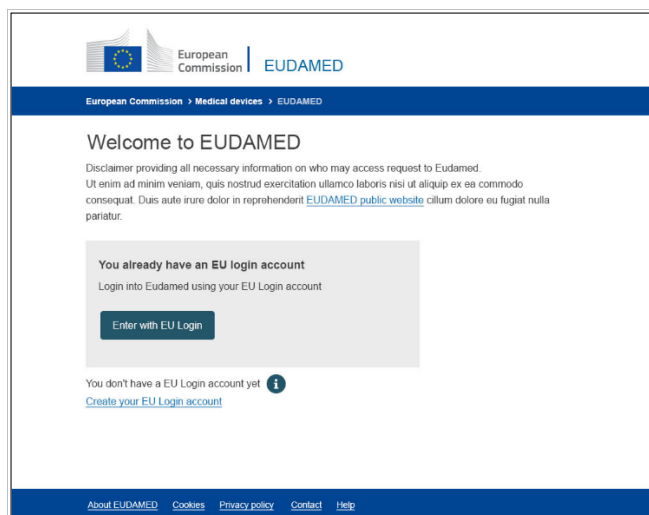 European
Commission
EUDAMED
European Commission > Medical devices > EUDAMED
Welcome to EUDAMED
Disclaimer providing all necessary information on who may access request to Eudamed.
Ut enim ad minim veniam, quis nostrud exercitation ullamco laboris nisi ut aliquip ex ea commodo
consequat. Duis aute irure dolor in reprehenderit EUDAMED public website cillum dolore eu fugiat nulla
pariatur.
You already have an EU login account
Login into Eudamed using your EU Login account
Enter with EU Login
You don't have a EU Login account yet i
Create your EU Login account
About EUDAMED Cookies Privacy policy Contact Help